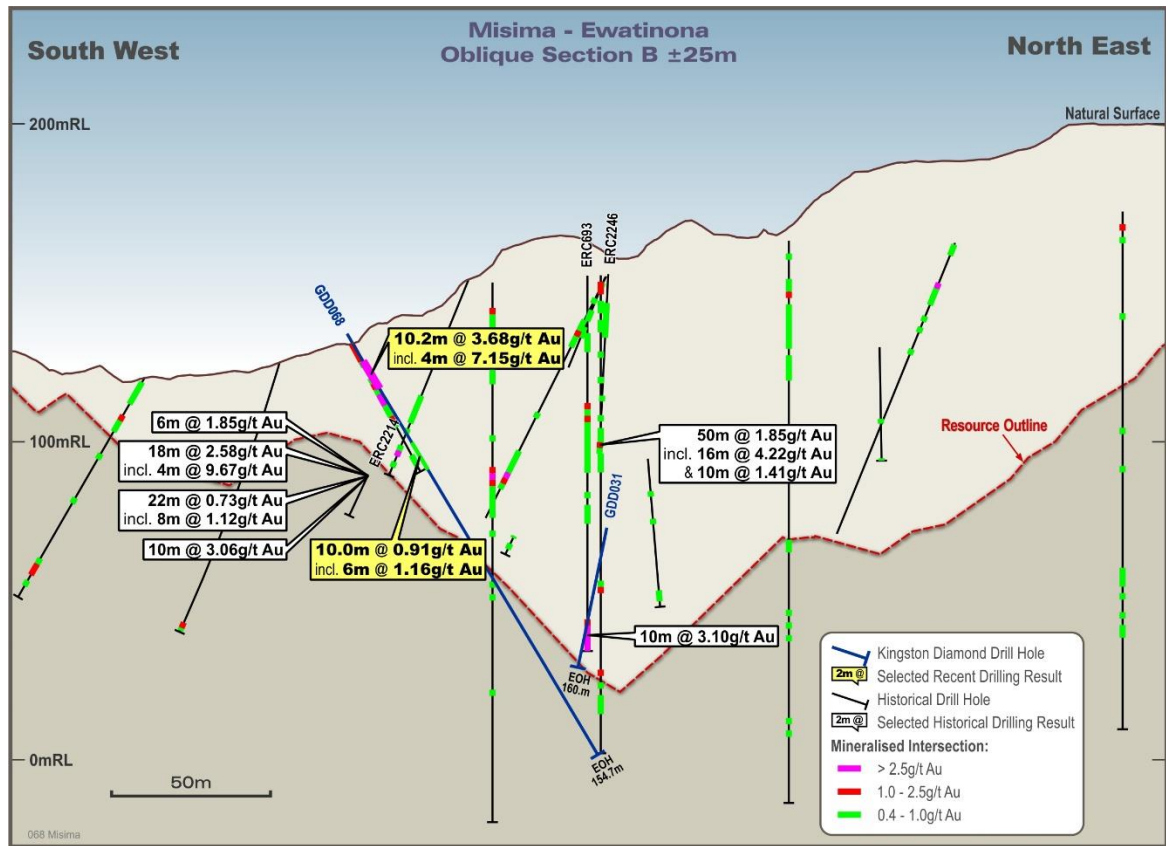 Misima - Ewatinona
Oblique Section B ±25m
South West
North East
Natural Surface
200mRL
ERC693
ERC2246
GDD068
10.2m @ 3.68g/t Au
incl. 4m @ 7.15g/t Au
6m @ 1.85g/t Au
18m @ 2.58g/t Au
incl. 4m @ 9.67g/t Au
22m @ 0.73g/t Au
incl. 8m @ 1.12g/t Au
10m @ 3.06g/t Au
ERC2214
100mRL
50m @ 1.85g/t Au
incl. 16m @ 4.22g/t Au
& 10m @ 1.41g/t Au
Resource Outline
GDD031
10.0m @ 0.91g/t Au
incl. 6m @ 1.16g/t Au
10m @ 3.10g/t Au
EOH
160.m
EOH
154.7m
0mRL
50m
Kingston Diamond Drill Hole
2m @
Selected Recent Drilling Result
Historical Drill Hole
2m @
Selected Historical Drilling Result
Mineralised Intersection:
> 2.5g/t Au
1.0 - 2.5g/t Au
0.4 - 1.0g/t Au
068 Misima